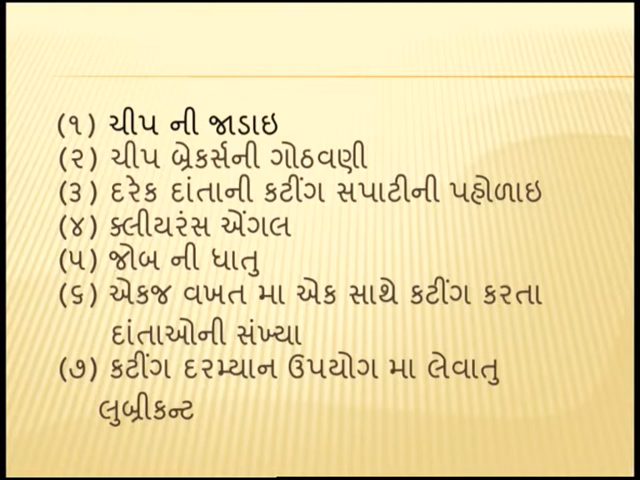 (૧) ચીપ ની જાડાઇ
(૨) ચીપ બ્રેકર્સની ગોઠવણી
(૩) દરેક દાંતાની કટીંગ સપાટીની પહોળાઇ
(૪) ક્લીયરંસ એંગલ
(૫) જોબ ની ધાતુ
(૬) એકજ વખત મા એક સાથે કટીંગ કરતા
દાંતાઓની સંખ્યા
(૭) કટીંગ દરમ્યાન ઉપયોગ મા લેવાતુ
લુબ્રીકન્ટ